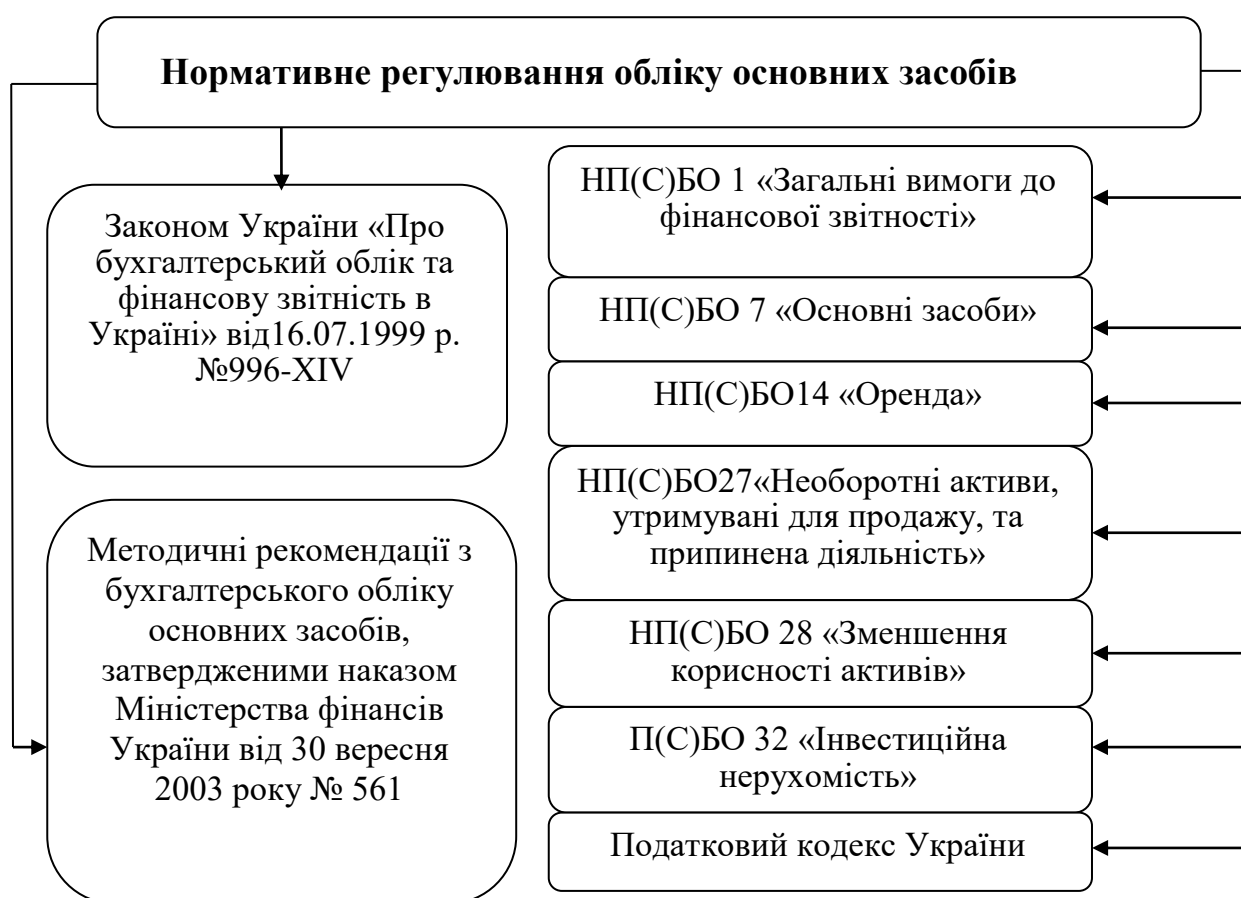 Нормативне регулювання обліку основних засобів
Законом України «Про
бухгалтерський облік та
фінансову звітність в
Україні» від16.07.1999 р.
№996-XIV
Методичні рекомендації з
бухгалтерського обліку
основних засобів,
затвердженими наказом
Міністерства фінансів
України від 30 вересня
2003 року № 561
НП(С)БО 1 «Загальні вимоги до
фінансової звітності»
НП(С)БО 7 «Основні засоби»
НП(С)БО14 «Оренда»
НП(С)БО27«Необоротні активи,
утримувані для продажу, та
припинена діяльність»
НП(С)БО 28 «Зменшення
корисності активів»
П(С)БО 32 «Інвестиційна
нерухомість»
Податковий кодекс України